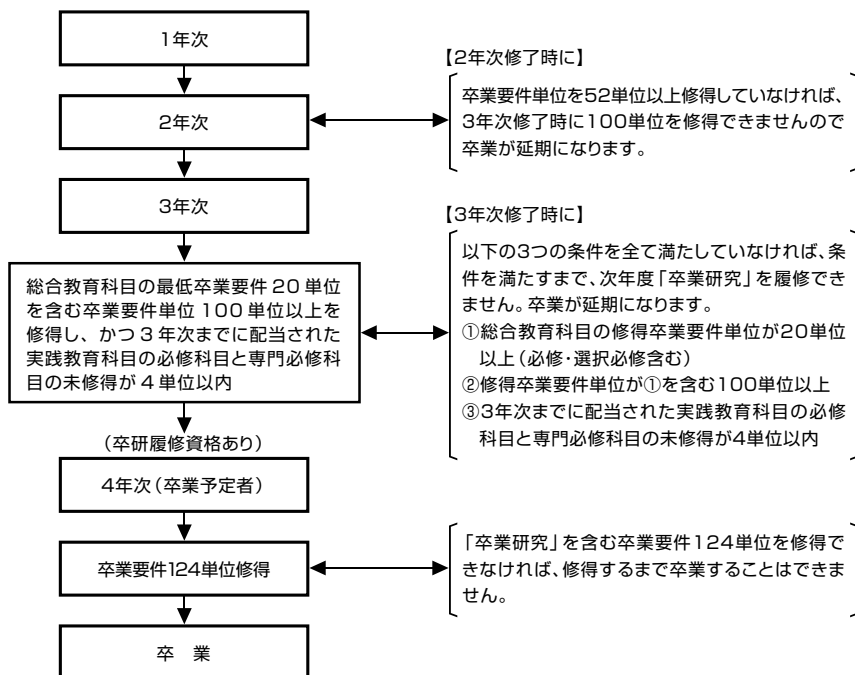 1年次
2年次
3年次
総合教育科目の最低卒業要件20単位
を含む卒業要件単位100単位以上を
修得し、かつ3年次までに配当された
実践教育科目の必修科目と専門必修科
目の未修得が4単位以内
（卒研履修資格あり）
4年次（卒業予定者）
卒業要件124単位修得
卒　業
【2年次修了時に】
卒業要件単位を52単位以上修得していなければ、
3年次修了時に100単位を修得できませんので
卒業が延期になります。
【3年次修了時に】
以下の3つの条件を全て満たしていなければ、条
件を満たすまで、次年度「卒業研究」を履修でき
ません。卒業が延期になります。
①総合教育科目の修得卒業要件単位が20単位
以上（必修・選択必修含む）
②修得卒業要件単位が①を含む100単位以上
③3年次までに配当された実践教育科目の必修
科目と専門必修科目の未修得が4単位以内
「卒業研究」を含む卒業要件124単位を修得で
きなければ、修得するまで卒業することはできま
せん。